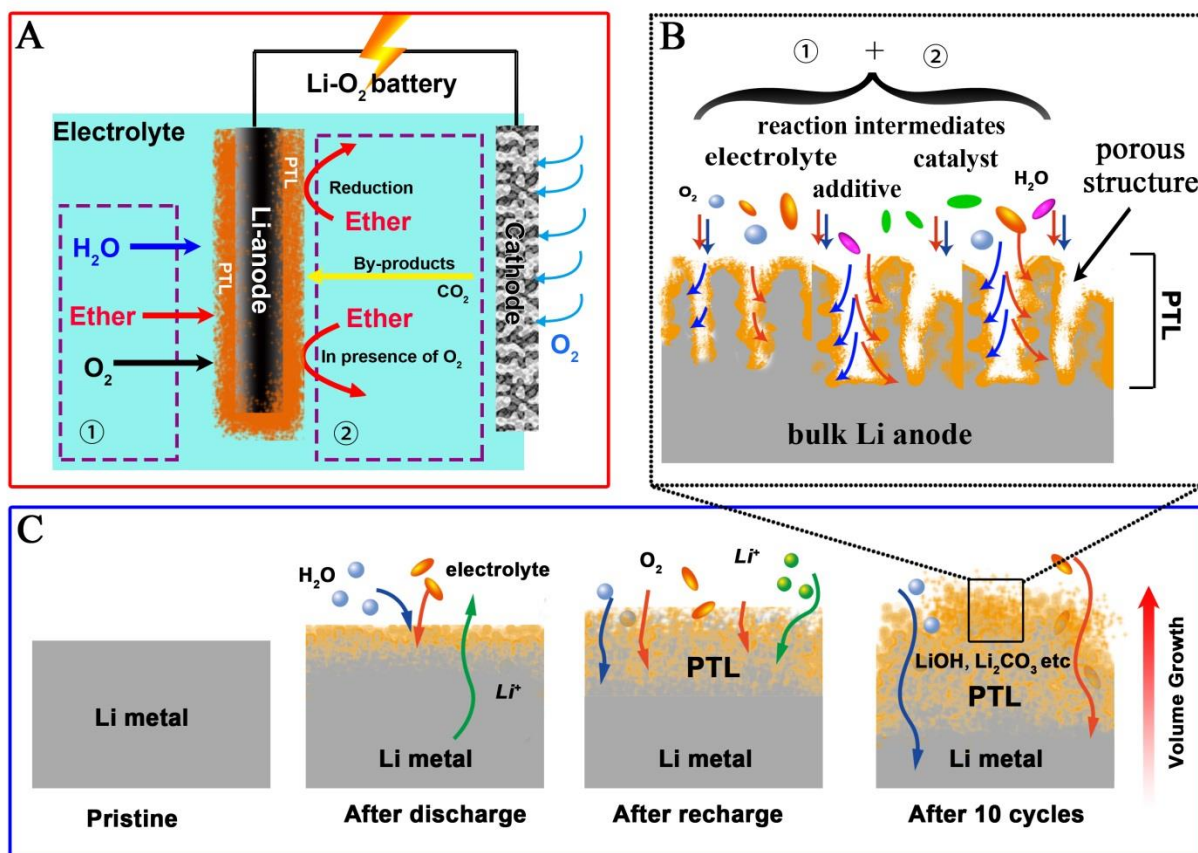 A
Li-O₂ battery
Electrolyte
PTL
Li-anode
PTL
Cathode
Reduction
Ether
H₂O
By-products
CO₂
Ether
Ether
In presence of O₂
O₂
O₂
①
②
B
① + ②
reaction intermediates
electrolyte
catalyst
additive
O₂
H₂O
porous
structure
PTL
bulk Li anode
C
Li metal
Pristine
H₂O
electrolyte
Li⁺
Li metal
After discharge
O₂
Li⁺
PTL
Li metal
After recharge
LiOH, Li₂CO₃ etc
PTL
Li metal
After 10 cycles
Volume Growth